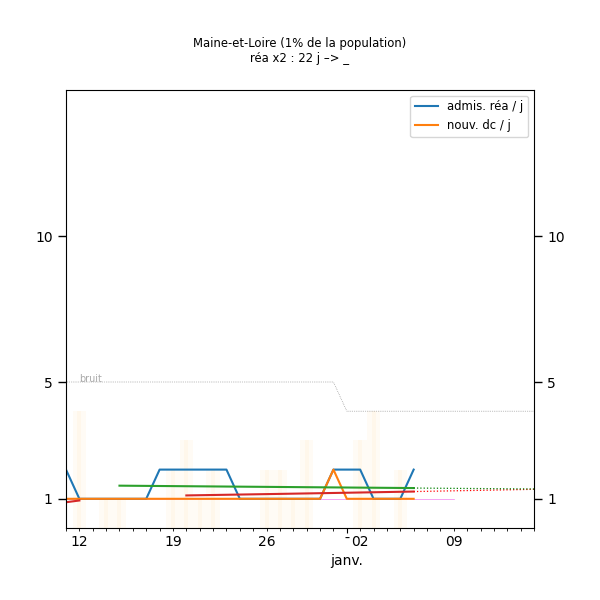 Maine-et-Loire (1% de la population)
réa x2 : 22 j –> _
admis. réa / j
nouv. dc / j
10
10
bruit
5
5
1
1
12
19
26
02
09
janv.